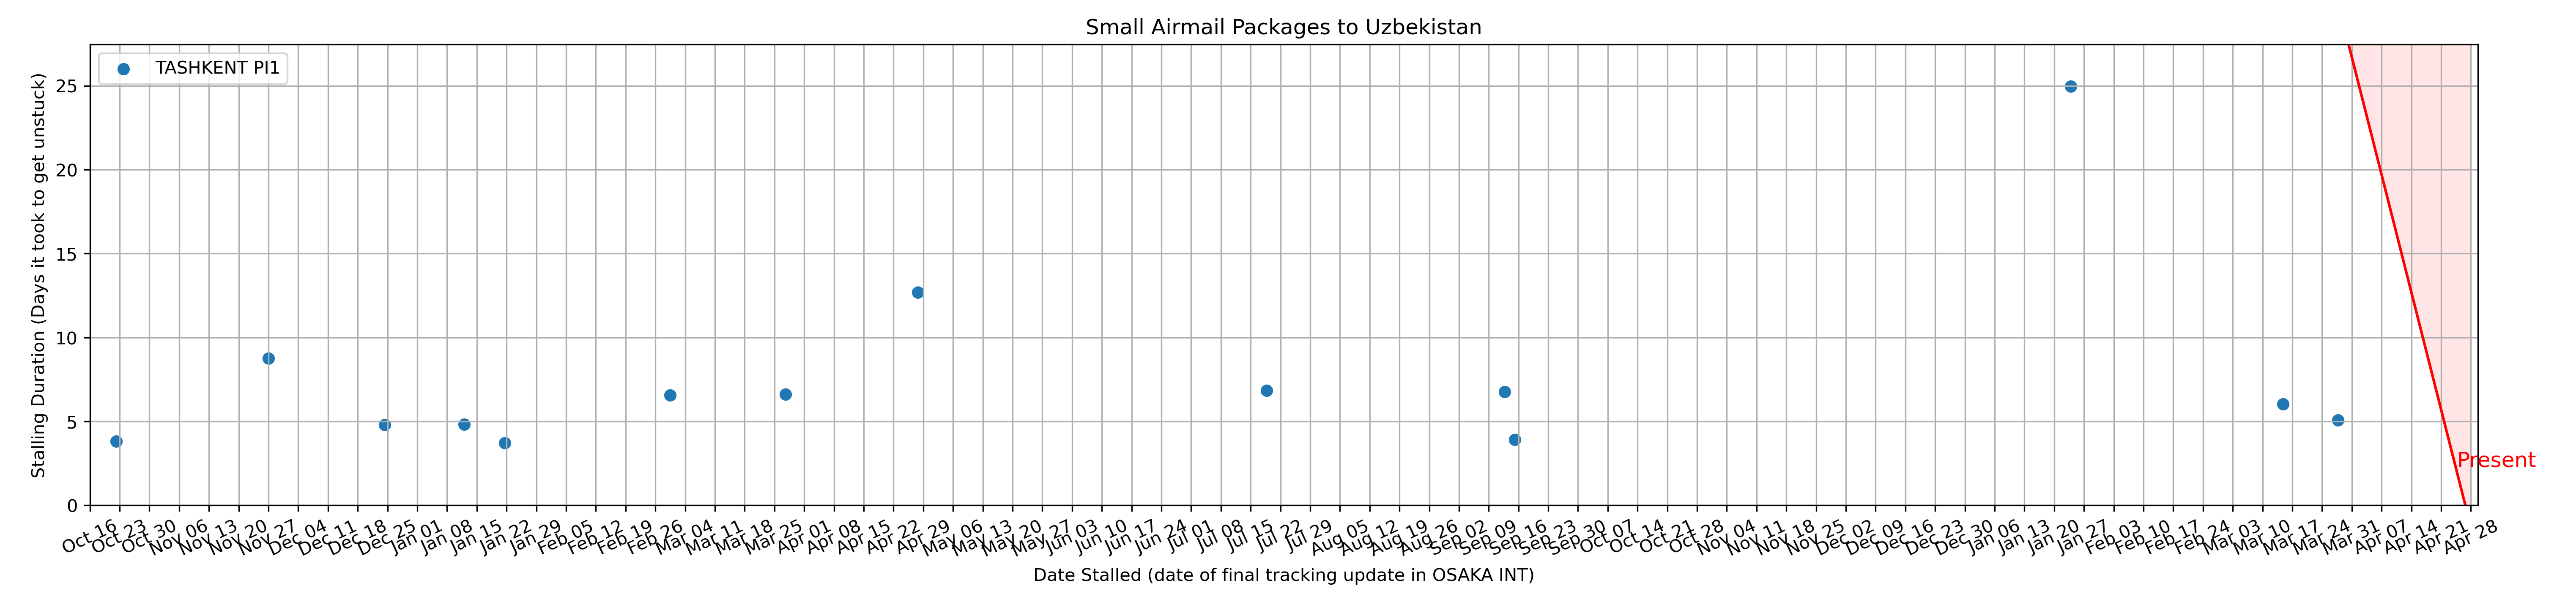 Small Airmail Packages to Uzbekistan
TASHKENT PI1
Stalling Duration (Days it took to get unstuck)
25
20
15
10
5
0
Present
Oct 16
Oct 23
Oct 30
Nov 06
Nov 13
Nov 20
Nov 27
Dec 04
Dec 11
Dec 18
Dec 25
Jan 01
Jan 08
Jan 15
Jan 22
Jan 29
Feb 05
Feb 12
Feb 19
Feb 26
Mar 04
Mar 11
Mar 18
Mar 25
Apr 01
Apr 08
Apr 15
Apr 22
Apr 29
May 06
May 13
May 20
May 27
Jun 03
Jun 10
Jun 17
Jun 24
Jul 01
Jul 08
Jul 15
Jul 22
Jul 29
Aug 05
Aug 12
Aug 19
Aug 26
Sep 02
Sep 09
Sep 16
Sep 23
Sep 30
Oct 07
Oct 14
Oct 21
Oct 28
Nov 04
Nov 11
Nov 18
Nov 25
Dec 02
Dec 09
Dec 16
Dec 23
Dec 30
Jan 06
Jan 13
Jan 20
Jan 27
Feb 03
Feb 10
Feb 17
Feb 24
Mar 03
Mar 10
Mar 17
Mar 24
Mar 31
Apr 07
Apr 14
Apr 21
Apr 28
Date Stalled (date of final tracking update in OSAKA INT)